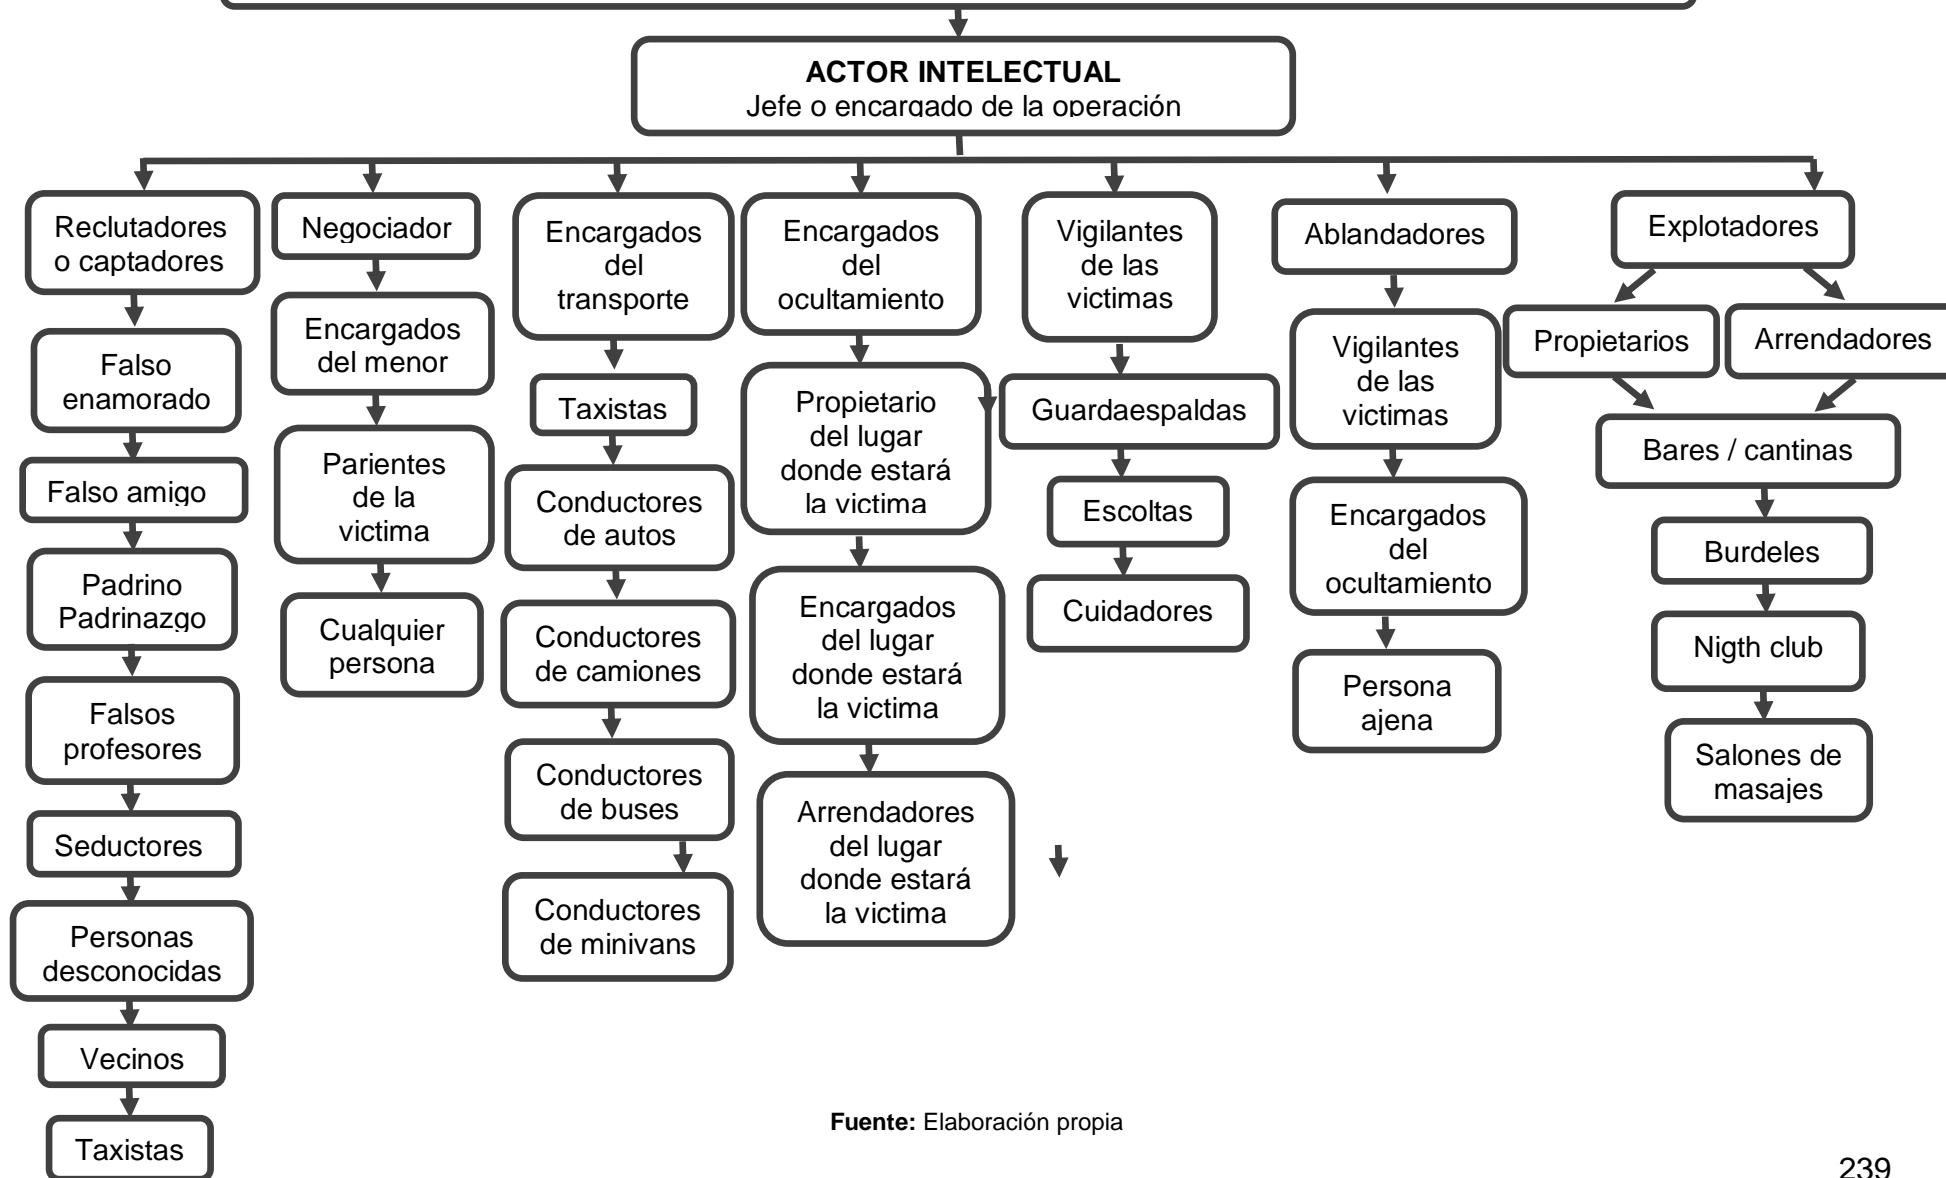 ACTOR INTELECTUAL
Jefe o encargado de la operación
Reclutadores
o captadores
Falso
enamorado
Falso amigo
Padrino
Padrinazgo
Falsos
profesores
Seductores
Personas
desconocidas
Vecinos
Taxistas
Negociador
Encargados
del menor
Parientes
de la
victima
Cualquier
persona
Encargados
del
transporte
Taxistas
Conductores
de autos
Conductores
de camiones
Conductores
de buses
Conductores
de minivans
Encargados
del
ocultamiento
Propietario
del lugar
donde estará
la victima
Encargados
del lugar
donde estará
la victima
Arrendadores
del lugar
donde estará
la victima
Vigilantes
de las
victimas
Guardaespaldas
Escoltas
Cuidadores
Ablandadores
Vigilantes
de las
victimas
Encargados
del
ocultamiento
Persona
ajena
Explotadores
Propietarios
Arrendadores
Bares / cantinas
Burdeles
Nigth club
Salones de
masajes
Fuente: Elaboración propia
239